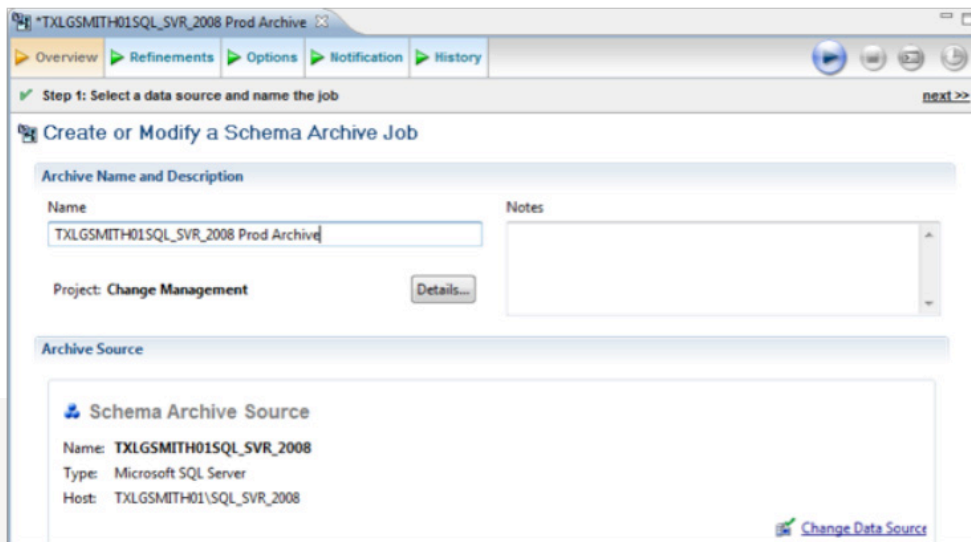 *TXLGSMITH01SQL_SVR_2008 Prod Archive
Overview Refinements Options Notification History
Step 1: Select a data source and name the job next >>
Create or Modify a Schema Archive Job
Archive Name and Description
Name Notes
TXLGSMITH01SQL_SVR_2008 Prod Archive
Project: Change Management Details...
Archive Source
Schema Archive Source
Name: TXLGSMITH01SQL_SVR_2008
Type: Microsoft SQL Server
Host: TXLGSMITH01\SQL_SVR_2008
Change Data Source